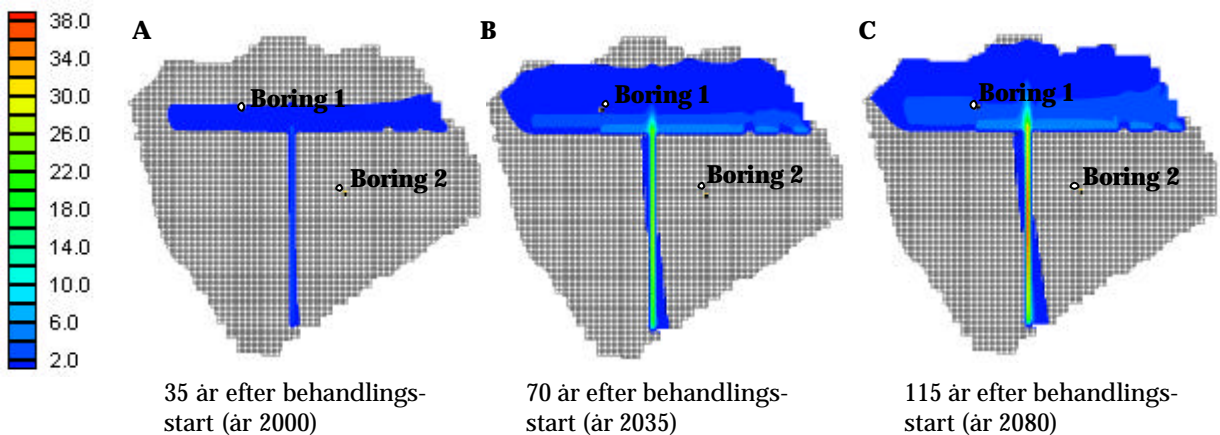 38.0
34.0
30.0
26.0
22.0
18.0
14.0
10.0
6.0
2.0
A
Boring 1
Boring 2
35 år efter behandlings-
start (år 2000)
B
Boring 1
Boring 2
70 år efter behandlings-
start (år 2035)
C
Boring 1
Boring 2
115 år efter behandlings-
start (år 2080)